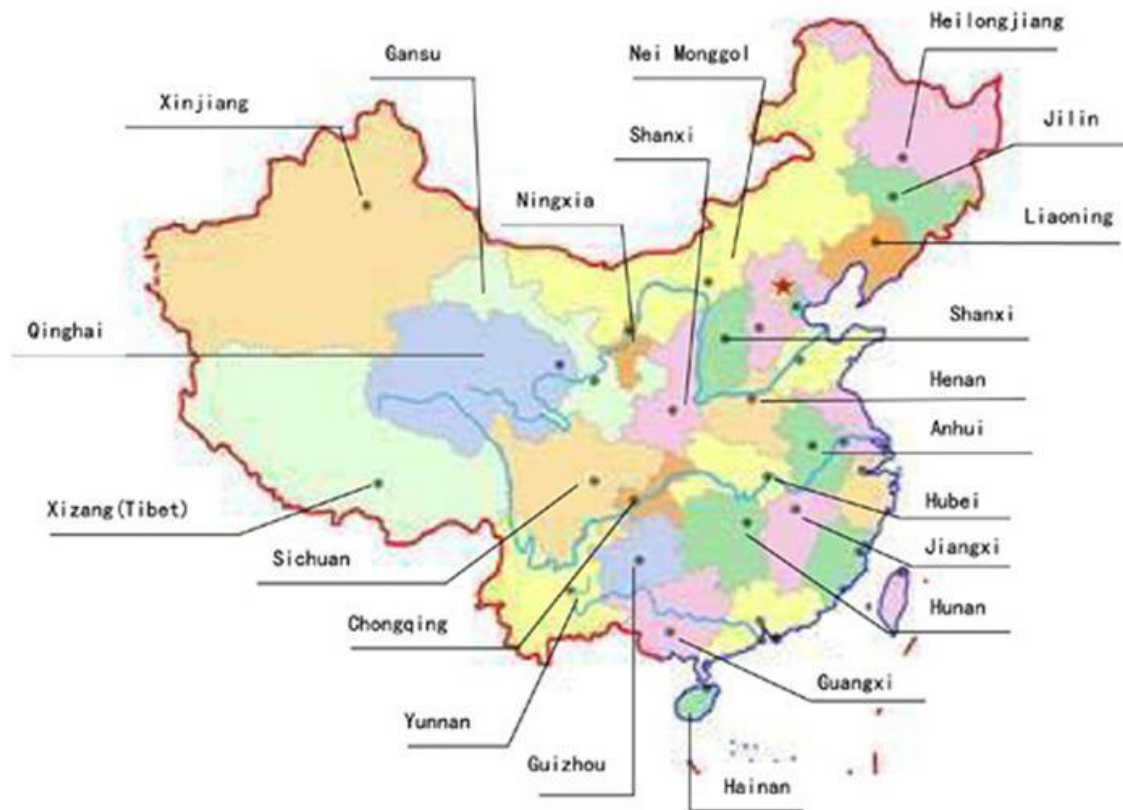 Heilongjiang
Gansu
Nei Monggol
Xinjiang
Shanxi
Jilin
Ningxia
Liaoning
Qinghai
Shanxi
Henan
Anhui
Xizang(Tibet)
Hubei
Sichuan
Jiangxi
Chongqing
Hunan
Guangxi
Yunnan
Guizhou
Hainan